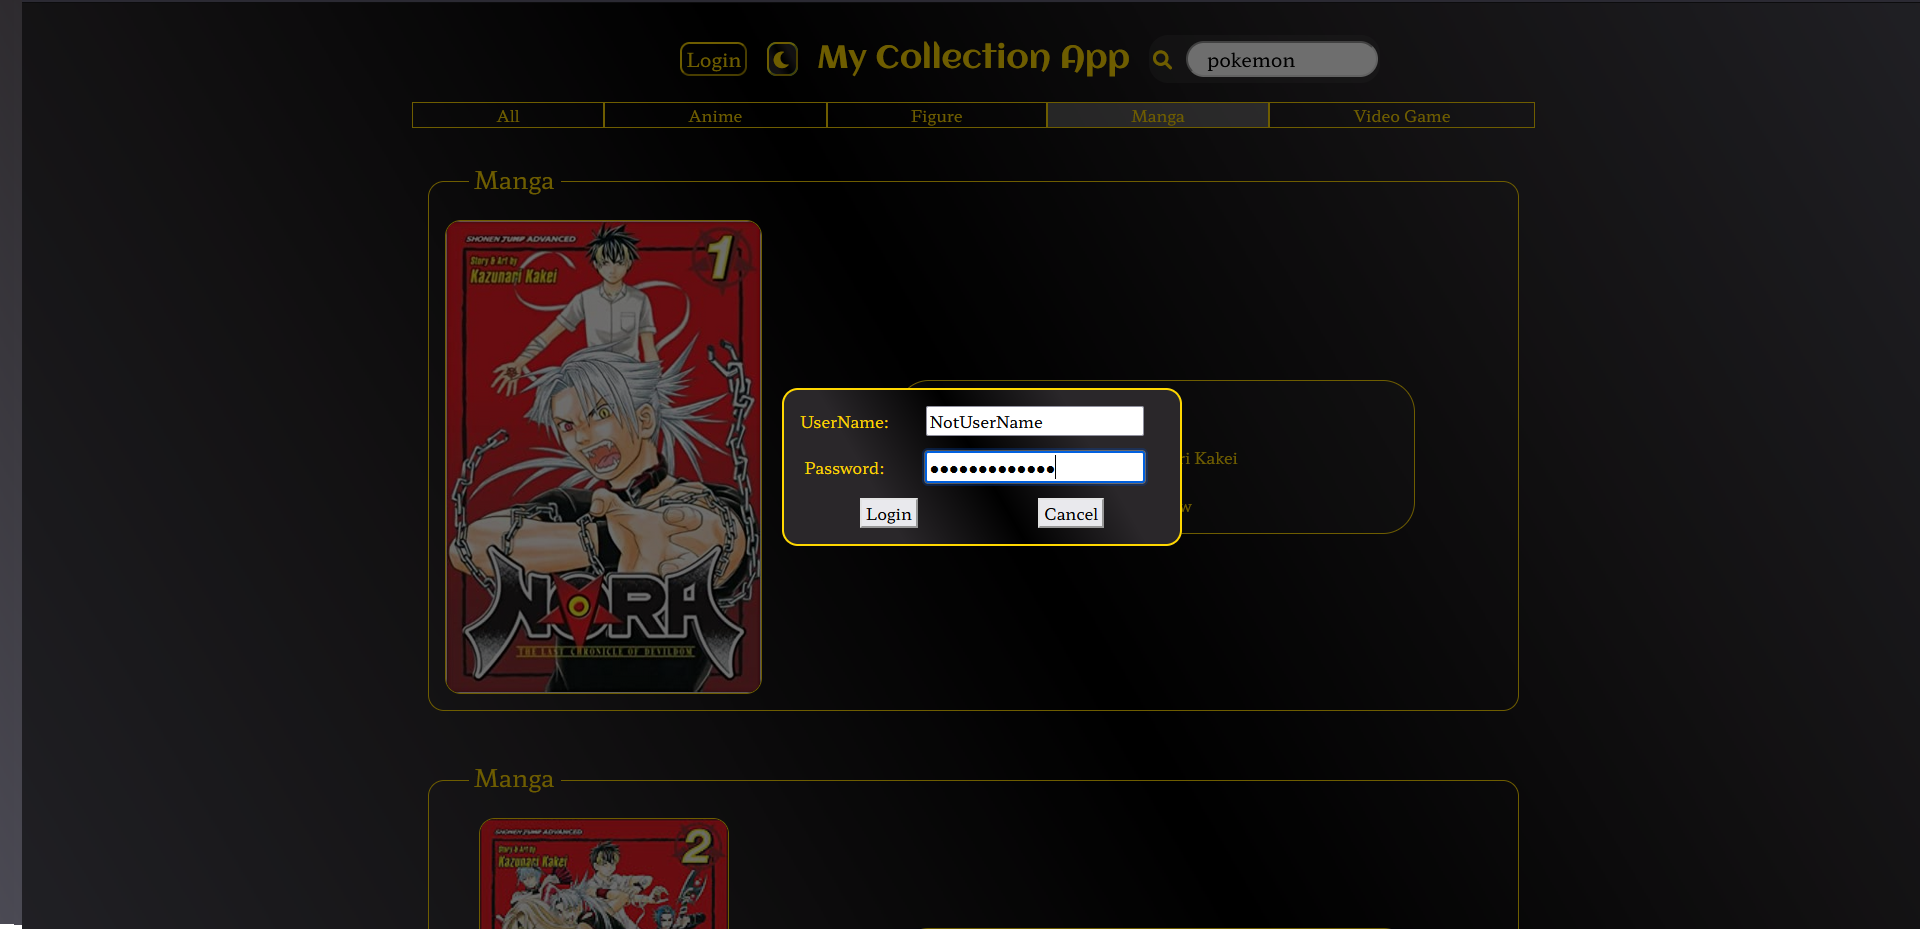 Login My Collection App pokemon
All Anime Figure Manga Video Game
Manga
SHONEN JUMP ADVANCED
1
Story & Art by
Kazunari Kakei
UserName: NotUserName
Password: •••••••••••••
ri Kakei
Login Cancel
w
NORA
THE LAST CHRONICLE OF DEVILDOM
Manga
SHONEN JUMP ADVANCED
2
Story & Art by
Kazunari Kakei